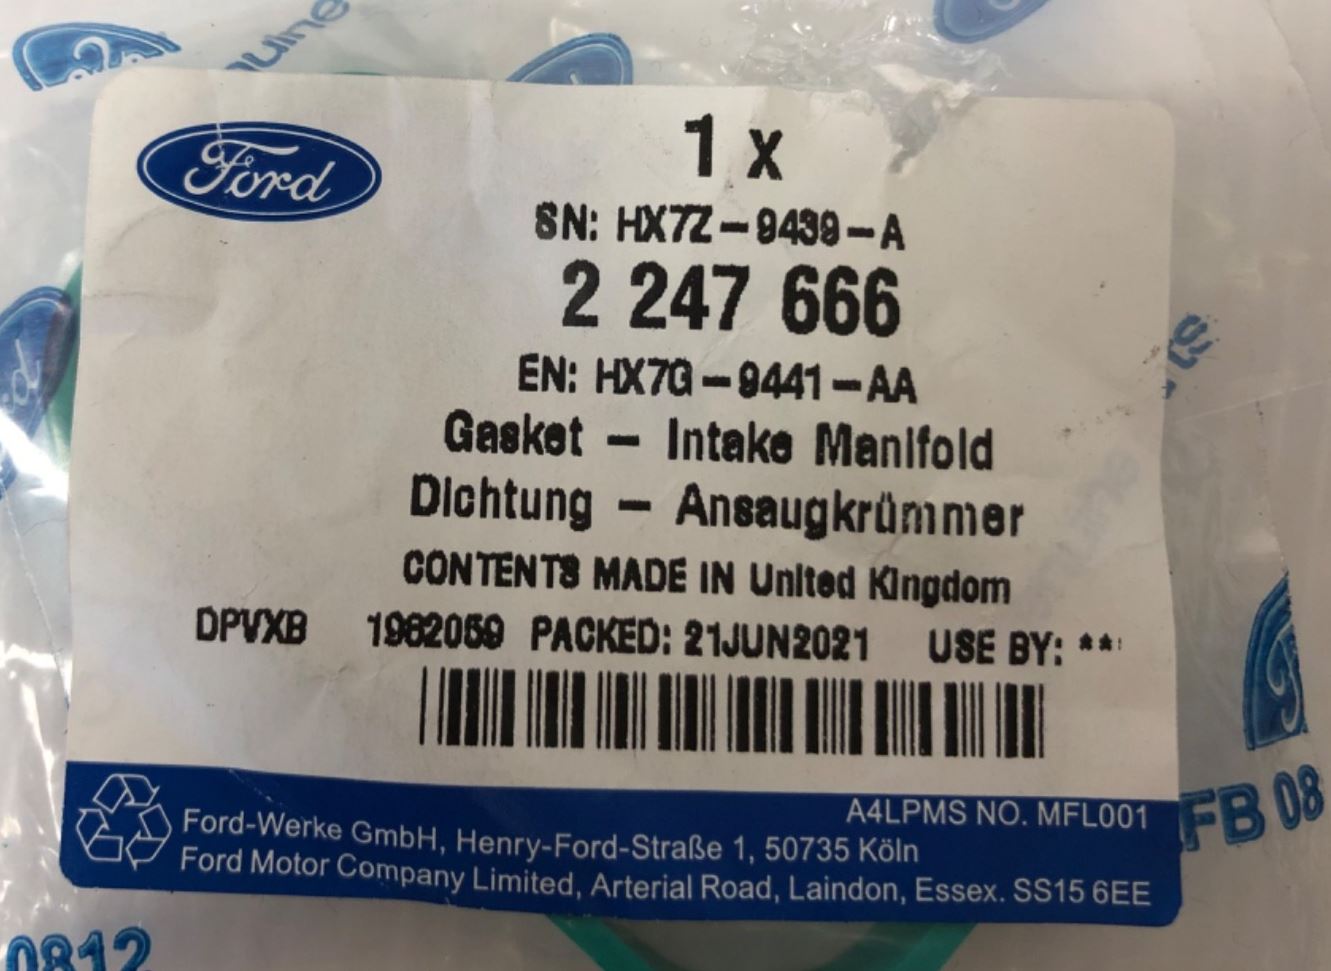 Ford
1 x
SN: HX7Z-9439-A
2 247 666
EN: HX7G-9441-AA
Gasket - Intake Manifold
Dichtung - Ansaugkrümmer
CONTENTS MADE IN United Kingdom
DPVXB 1962059 PACKED: 21JUN2021 USE BY: **
A4LPMS NO. MFL001
Ford-Werke GmbH, Henry-Ford-Straße 1, 50735 Köln
Ford Motor Company Limited, Arterial Road, Laindon, Essex. SS15 6EE
FB 08
0812